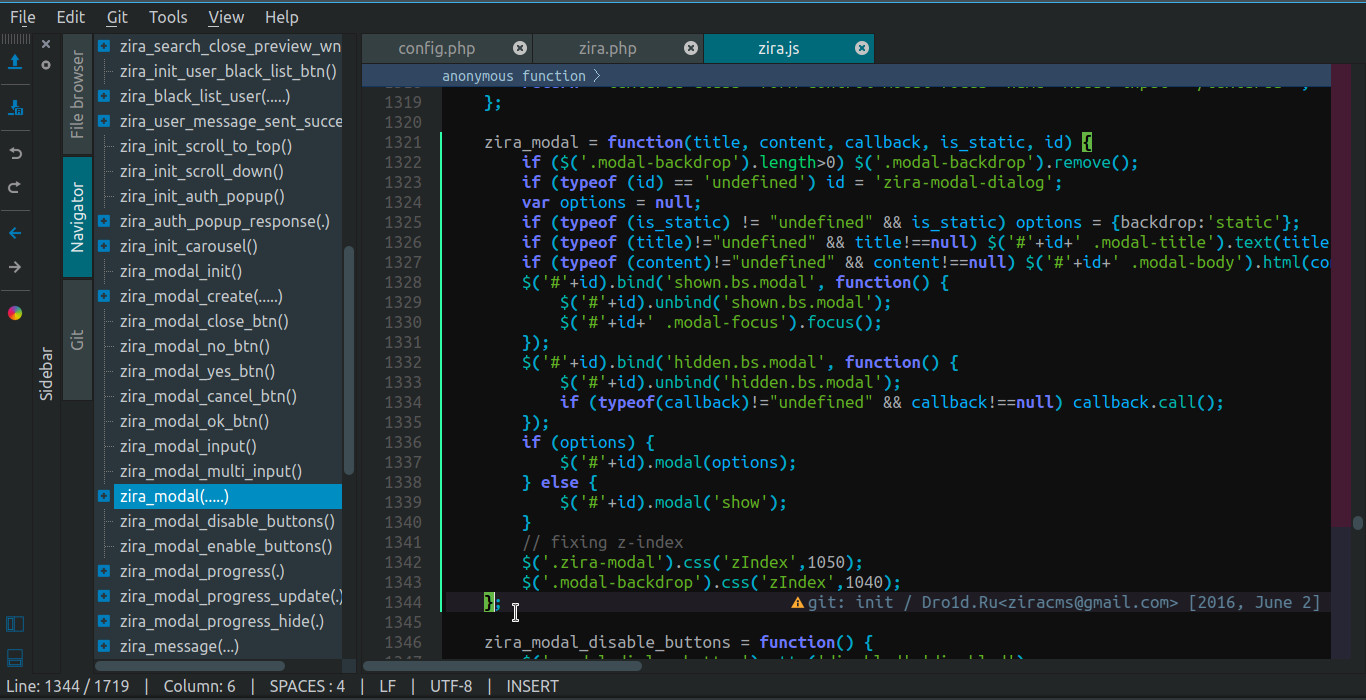 File Edit Git Tools View Help
Sidebar
File browser
Navigator
Git
zira_search_close_preview_wn
zira_init_user_black_list_btn()
zira_black_list_user(.....)
zira_user_message_sent_succe
zira_init_scroll_to_top()
zira_init_scroll_down()
zira_init_auth_popup()
zira_auth_popup_response(.)
zira_init_carousel()
zira_modal_init()
zira_modal_create(.....)
zira_modal_close_btn()
zira_modal_no_btn()
zira_modal_yes_btn()
zira_modal_cancel_btn()
zira_modal_ok_btn()
zira_modal_input()
zira_modal_multi_input()
zira_modal(.....)
zira_modal_disable_buttons()
zira_modal_enable_buttons()
zira_modal_progress(.)
zira_modal_progress_update(.)
zira_modal_progress_hide(.)
zira_message(...)
config.php zira.php zira.js
anonymous function
1319 };
1320
1321 zira_modal = function(title, content, callback, is_static, id) {
1322 if ($('.modal-backdrop').length>0) $('.modal-backdrop').remove();
1323 if (typeof (id) == 'undefined') id = 'zira-modal-dialog';
1324 var options = null;
1325 if (typeof (is_static) != "undefined" && is_static) options = {backdrop:'static'};
1326 if (typeof (title)!="undefined" && title!==null) $('#'+id+' .modal-title').text(title
1327 if (typeof (content)!="undefined" && content!==null) $('#'+id+' .modal-body').html(co
1328 $('#'+id).bind('shown.bs.modal', function() {
1329 $('#'+id).unbind('shown.bs.modal');
1330 $('#'+id+' .modal-focus').focus();
1331 });
1332 $('#'+id).bind('hidden.bs.modal', function() {
1333 $('#'+id).unbind('hidden.bs.modal');
1334 if (typeof(callback)!="undefined" && callback!==null) callback.call();
1335 });
1336 if (options) {
1337 $('#'+id).modal(options);
1338 } else {
1339 $('#'+id).modal('show');
1340 }
1341 // fixing z-index
1342 $('.zira-modal').css('zIndex',1050);
1343 $('.modal-backdrop').css('zIndex',1040);
1344 }; git: init / Dro1d.Ru<ziracms@gmail.com> [2016, June 2]
1345
1346 zira_modal_disable_buttons = function() {
Line: 1344 / 1719 | Column: 6 | SPACES : 4 | LF | UTF-8 | INSERT